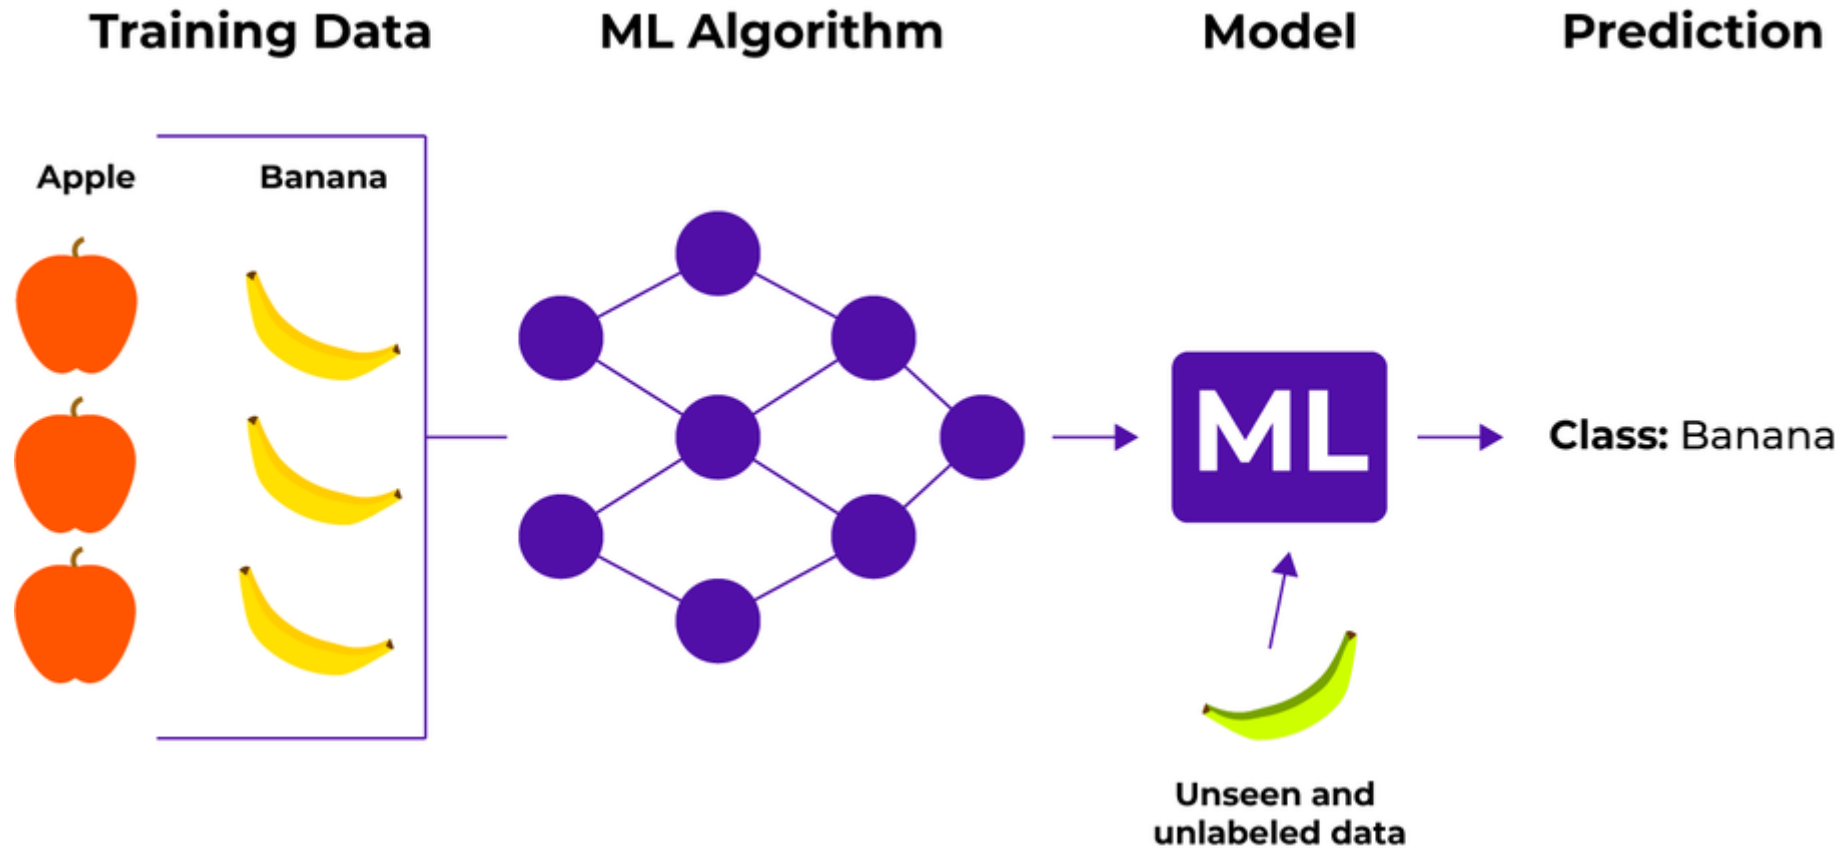 Training Data
ML Algorithm
Model
Prediction
Apple
Banana
ML
Class: Banana
Unseen and
unlabeled data